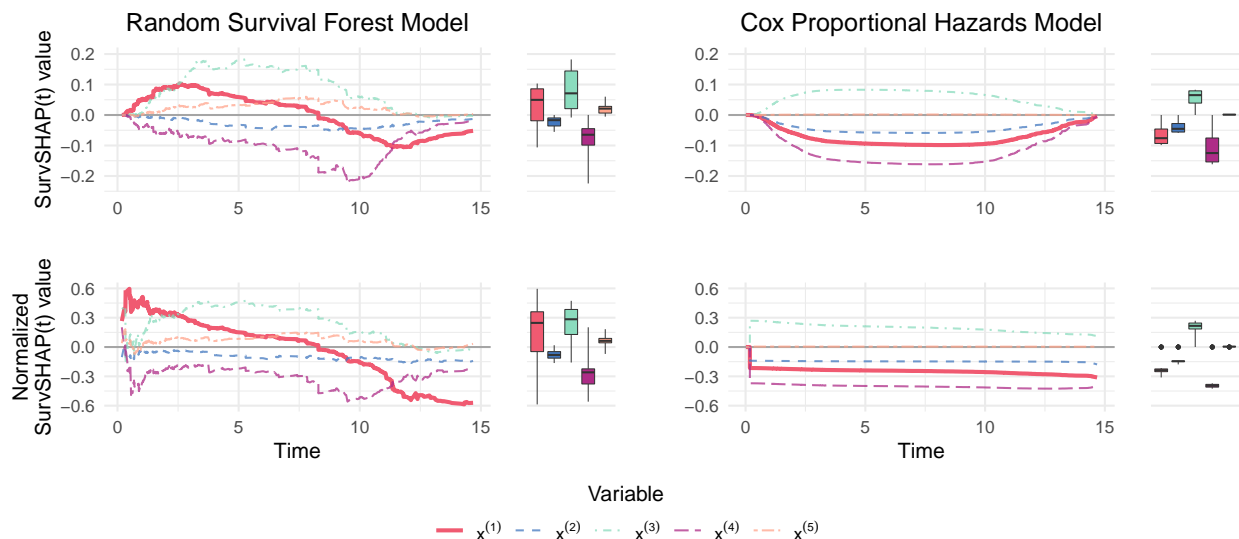 Random Survival Forest Model
Cox Proportional Hazards Model
SurvSHAP(t) value
0.2
0.1
0.0
−0.1
−0.2
0 5 10 15
0.2
0.1
0.0
−0.1
−0.2
0 5 10 15
Normalized
SurvSHAP(t) value
0.6
0.3
0.0
−0.3
−0.6
0 5 10 15
Time
0.6
0.3
0.0
−0.3
−0.6
0 5 10 15
Time
Variable
x⁽¹⁾ x⁽²⁾ x⁽³⁾ x⁽⁴⁾ x⁽⁵⁾